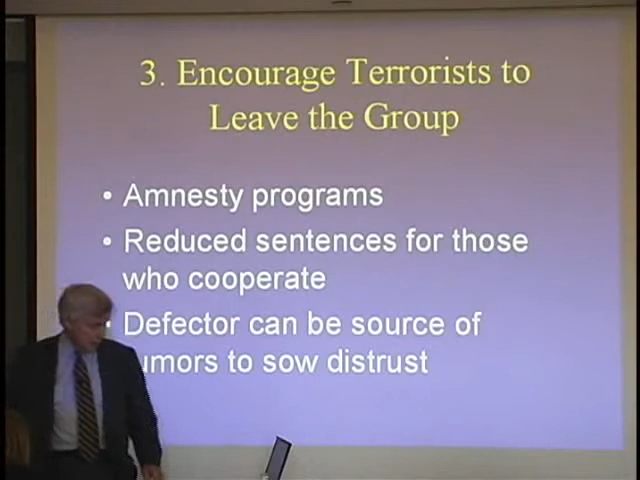 3. Encourage Terrorists to
Leave the Group
• Amnesty programs
• Reduced sentences for those
who cooperate
• Defector can be source of
rumors to sow distrust